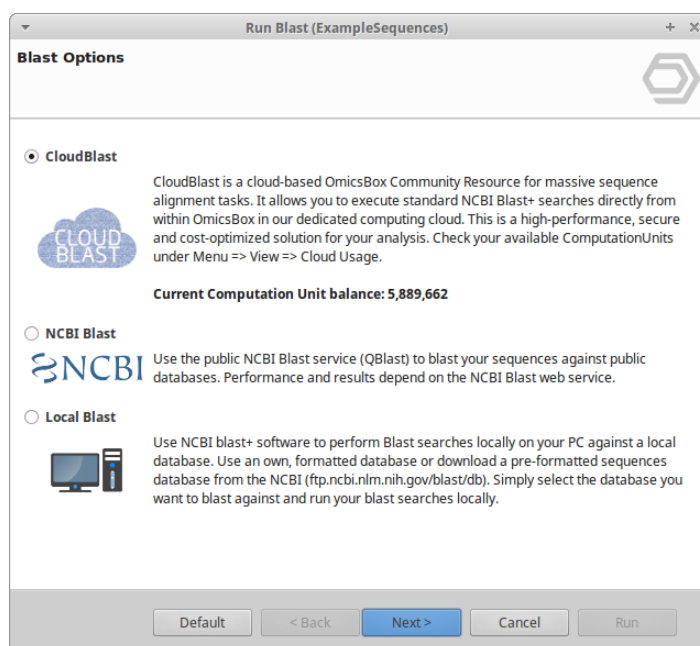 Run Blast (ExampleSequences)
Blast Options
CloudBlast
CLOUD
BLAST
CloudBlast is a cloud-based OmicsBox Community Resource for massive sequence
alignment tasks. It allows you to execute standard NCBI Blast+ searches directly from
within OmicsBox in our dedicated computing cloud. This is a high-performance, secure
and cost-optimized solution for your analysis. Check your available ComputationUnits
under Menu => View => Cloud Usage.
Current Computation Unit balance: 5,889,662
NCBI Blast
NCBI
Use the public NCBI Blast service (QBlast) to blast your sequences against public
databases. Performance and results depend on the NCBI Blast web service.
Local Blast
Use NCBI blast+ software to perform Blast searches locally on your PC against a local
database. Use an own, formatted database or download a pre-formatted sequences
database from the NCBI (ftp.ncbi.nlm.nih.gov/blast/db). Simply select the database you
want to blast against and run your blast searches locally.
Default < Back Next > Cancel Run